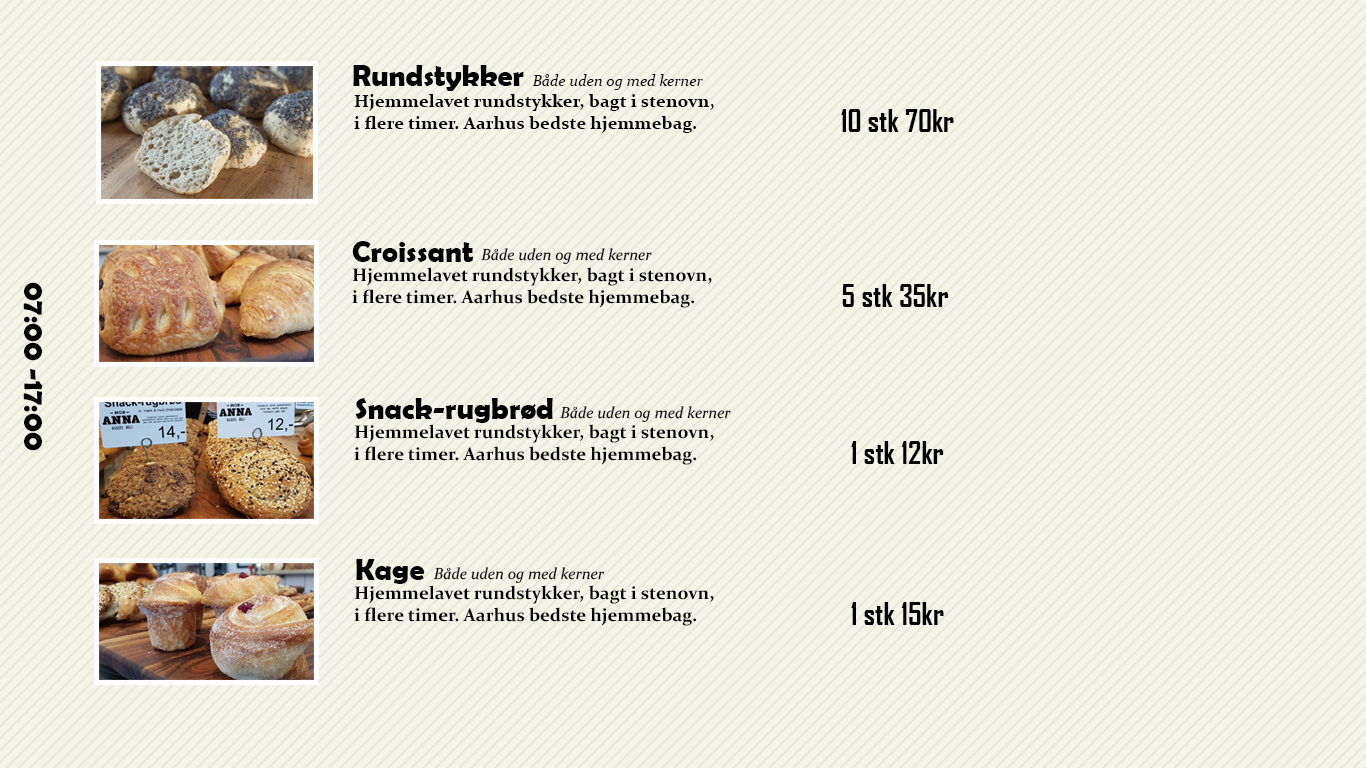 Rundstykker Både uden og med kerner
Hjemmelavet rundstykker, bagt i stenovn,
i flere timer. Aarhus bedste hjemmebag.
10 stk 70kr
Croissant Både uden og med kerner
Hjemmelavet rundstykker, bagt i stenovn,
i flere timer. Aarhus bedste hjemmebag.
5 stk 35kr
07:00 -17:00
Snack-rugbrød Både uden og med kerner
Hjemmelavet rundstykker, bagt i stenovn,
i flere timer. Aarhus bedste hjemmebag.
1 stk 12kr
Snack-rugbrød
-MOR-
ANNA
14,-
-MOR-
ANNA
12,-
Kage Både uden og med kerner
Hjemmelavet rundstykker, bagt i stenovn,
i flere timer. Aarhus bedste hjemmebag.
1 stk 15kr